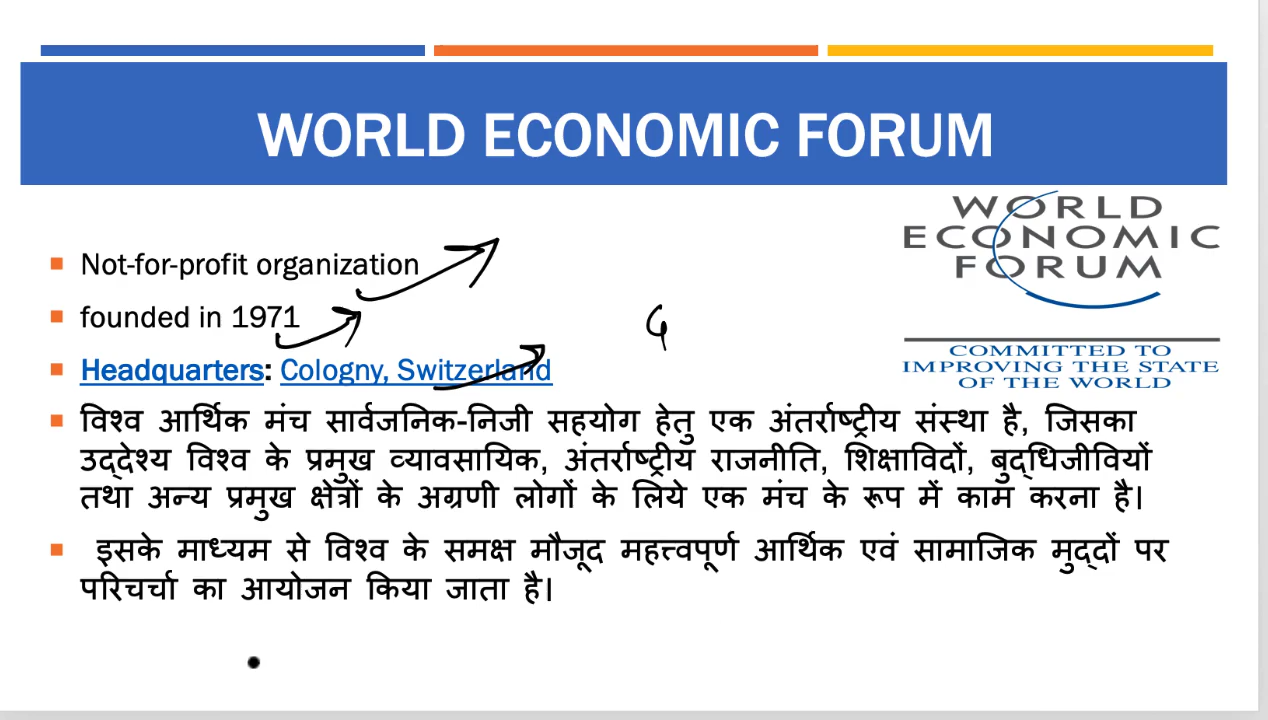 WORLD ECONOMIC FORUM
WORLD
ECONOMIC
FORUM
COMMITTED TO
IMPROVING THE STATE
OF THE WORLD
Not-for-profit organization
founded in 1971
Headquarters: Cologny, Switzerland
विश्व आर्थिक मंच सार्वजनिक-निजी सहयोग हेतु एक अंतर्राष्ट्रीय संस्था है, जिसका
उद्देश्य विश्व के प्रमुख व्यावसायिक, अंतर्राष्ट्रीय राजनीति, शिक्षाविदों, बुद्धिजीवियों
तथा अन्य प्रमुख क्षेत्रों के अग्रणी लोगों के लिये एक मंच के रूप में काम करना है।
इसके माध्यम से विश्व के समक्ष मौजूद महत्त्वपूर्ण आर्थिक एवं सामाजिक मुद्दों पर
परिचर्चा का आयोजन किया जाता है।